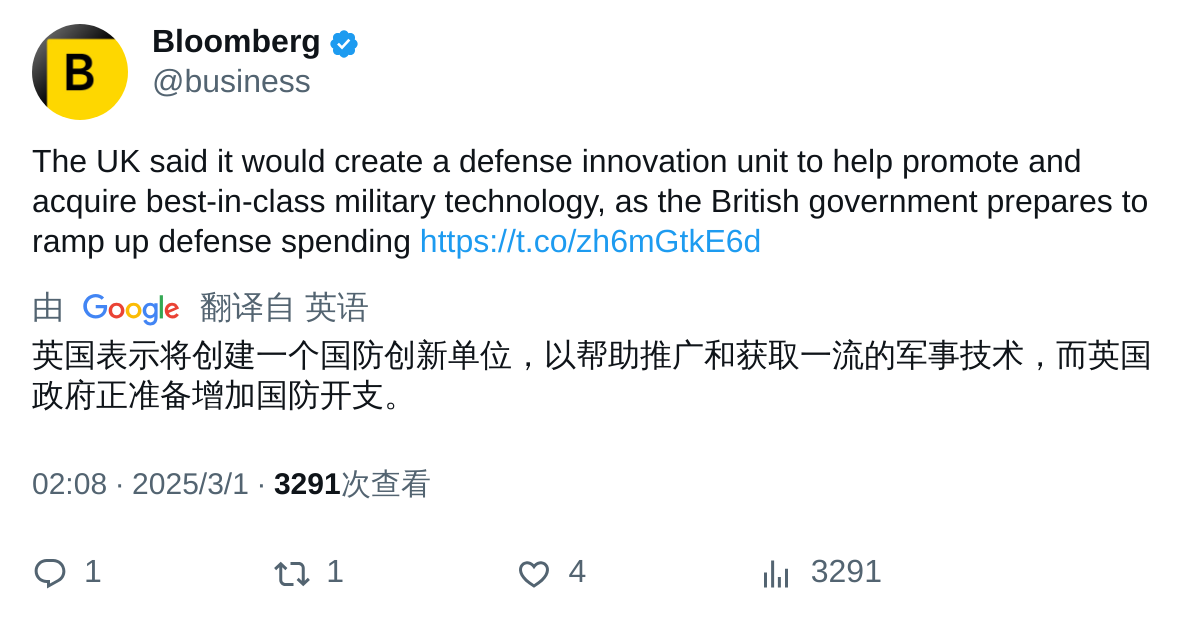 B
Bloomberg
@business
The UK said it would create a defense innovation unit to help promote and
acquire best-in-class military technology, as the British government prepares to
ramp up defense spending https://t.co/zh6mGtkE6d
由 Google 翻译自 英语
英国表示将创建一个国防创新单位，以帮助推广和获取一流的军事技术，而英国
政府正准备增加国防开支。
02:08 · 2025/3/1 · 3291次查看
1 1 4 3291